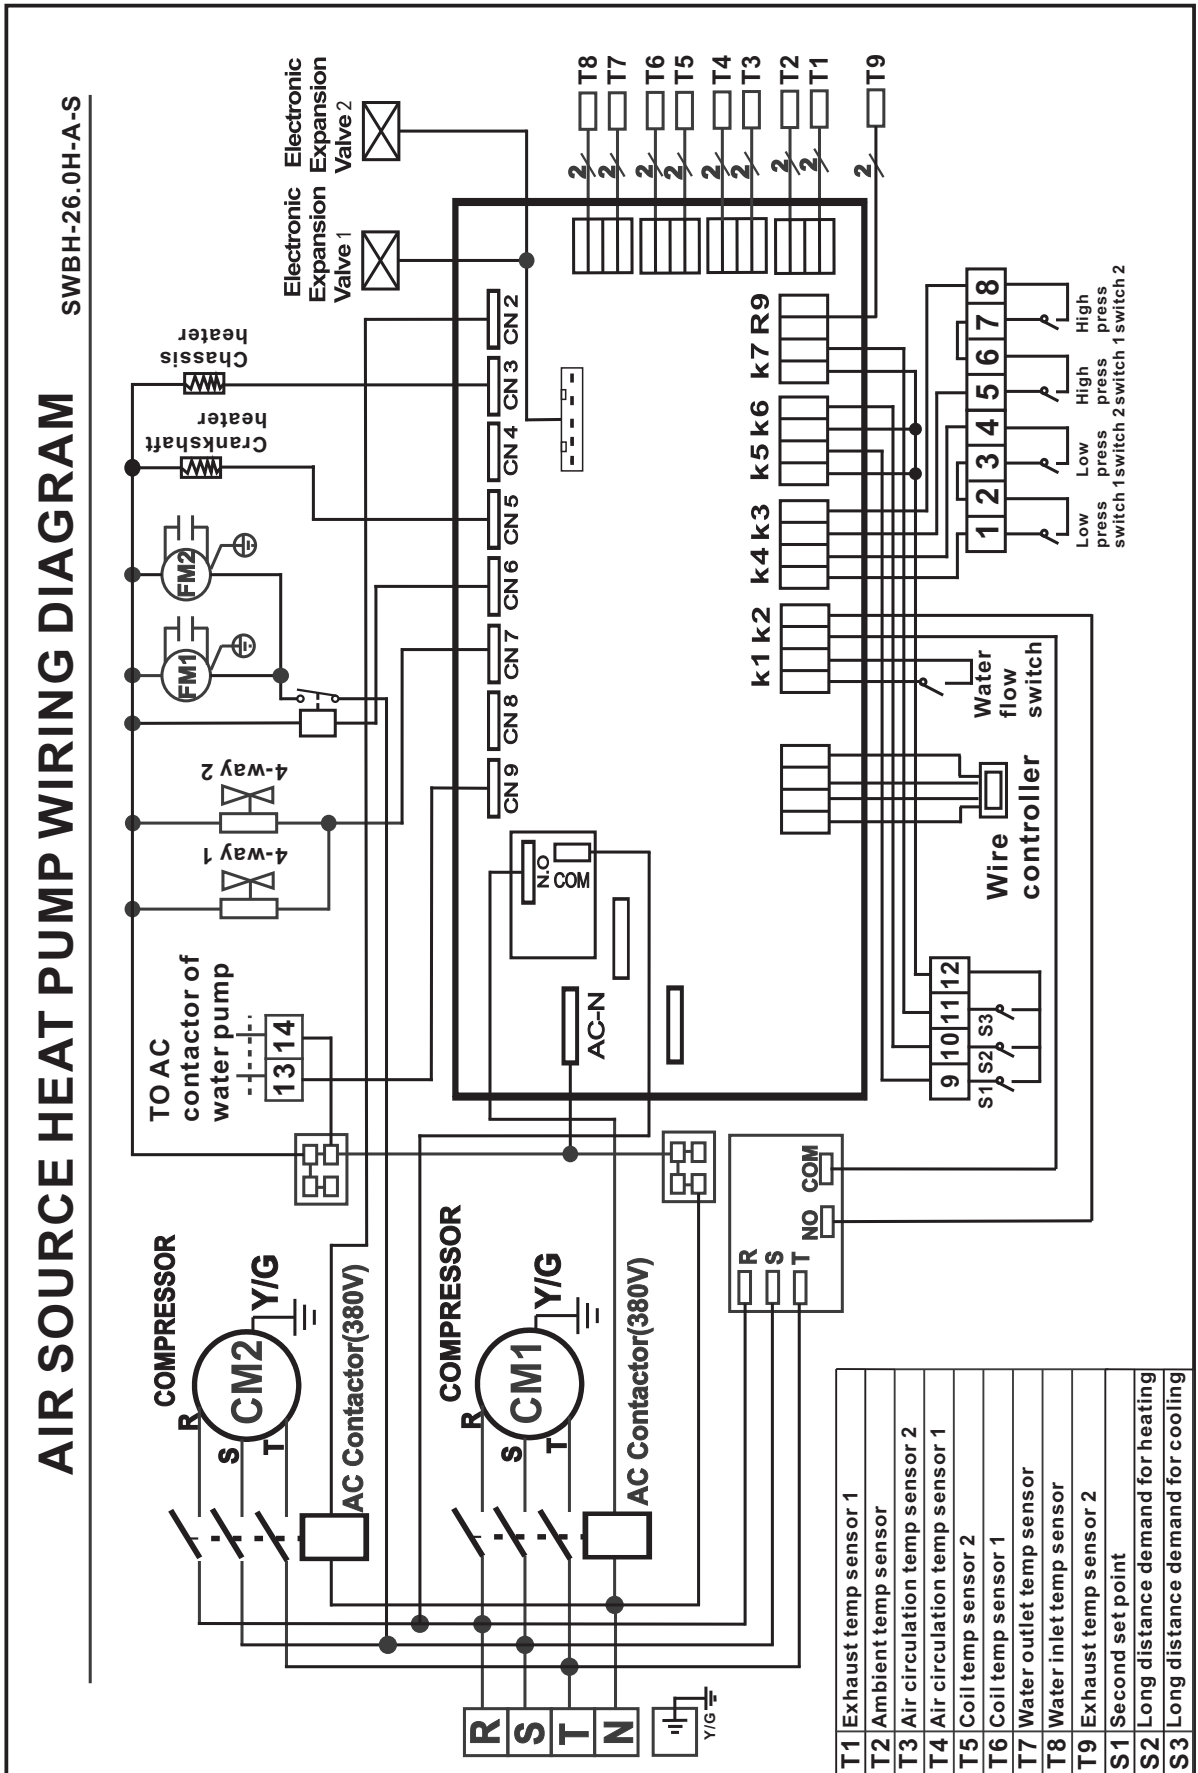 AIR SOURCE HEAT PUMP WIRING DIAGRAM
SWBH-26.0H-A-S
Electronic
Expansion
Valve 2
Electronic
Expansion
Valve 1
Chassis
heater
Crankshaft
heater
FM2
FM1
4-way 2
4-way 1
TO AC
contactor of
water pump
13 14
T8
T7
T6
T5
T4
T3
T2
T1
T9
2
2
2
2
2
2
2
2
2
CN 2
CN 3
CN 4
CN 5
CN 6
CN 7
CN 8
CN 9
N.O
COM
AC-N
k7 R9
k5 k6
k4 k3
k1 k2
1 2 3 4 5 6 7 8
High
press
switch 2
High
press
switch 1
Low
press
switch 2
Low
press
switch 1
Water
flow
switch
Wire
controller
9 10 11 12
S1 S2 S3
COMPRESSOR
CM2
Y/G
R
S
T
AC Contactor(380V)
COMPRESSOR
CM1
Y/G
R
S
T
AC Contactor(380V)
R
S
T
NO
COM
R
S
T
N
Y/G
T1 Exhaust temp sensor 1
T2 Ambient temp sensor
T3 Air circulation temp sensor 2
T4 Air circulation temp sensor 1
T5 Coil temp sensor 2
T6 Coil temp sensor 1
T7 Water outlet temp sensor
T8 Water inlet temp sensor
T9 Exhaust temp sensor 2
S1 Second set point
S2 Long distance demand for heating
S3 Long distance demand for cooling